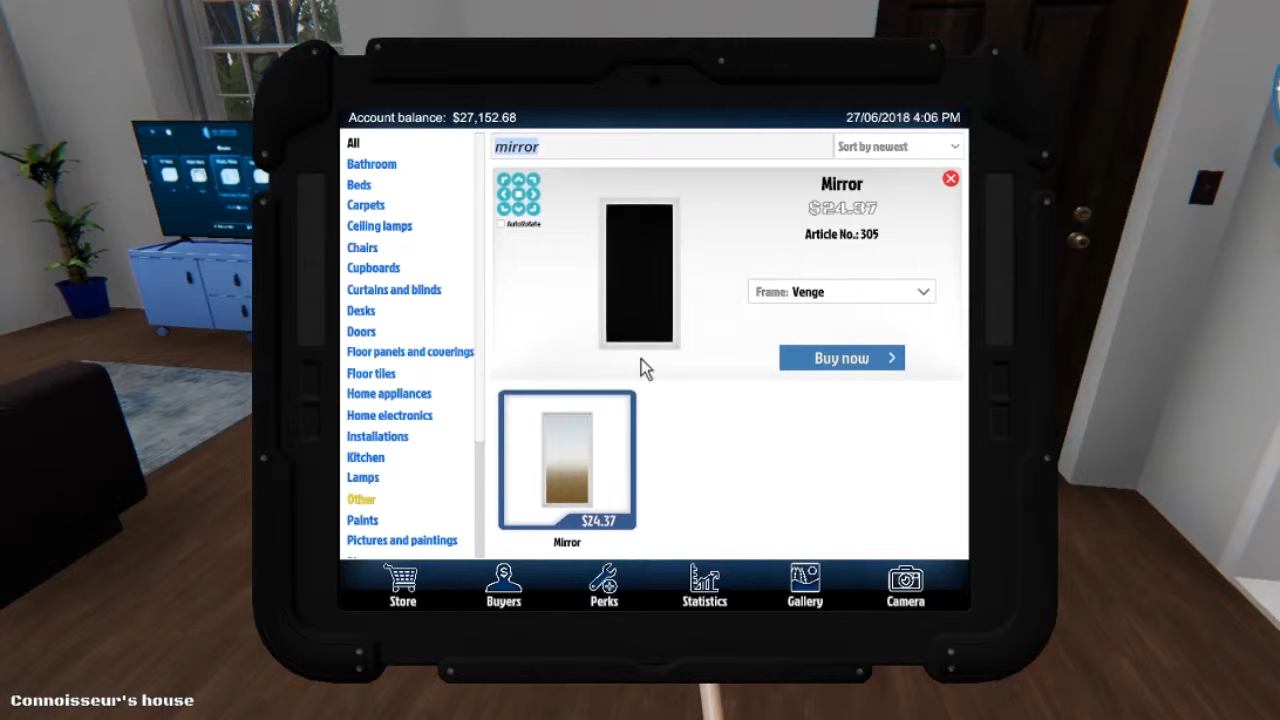 Account balance: $27,152.68
27/06/2018 4:06 PM
All
Bathroom
Beds
Carpets
Ceiling lamps
Chairs
Cupboards
Curtains and blinds
Desks
Doors
Floor panels and coverings
Floor tiles
Home appliances
Home electronics
Installations
Kitchen
Lamps
Other
Paints
Pictures and paintings
mirror
Sort by newest
AutoRotate
Mirror
$24.37
Article No.: 305
Frame: Venge
Buy now
$24.37
Mirror
Store
Buyers
Perks
Statistics
Gallery
Camera
Connoisseur's house